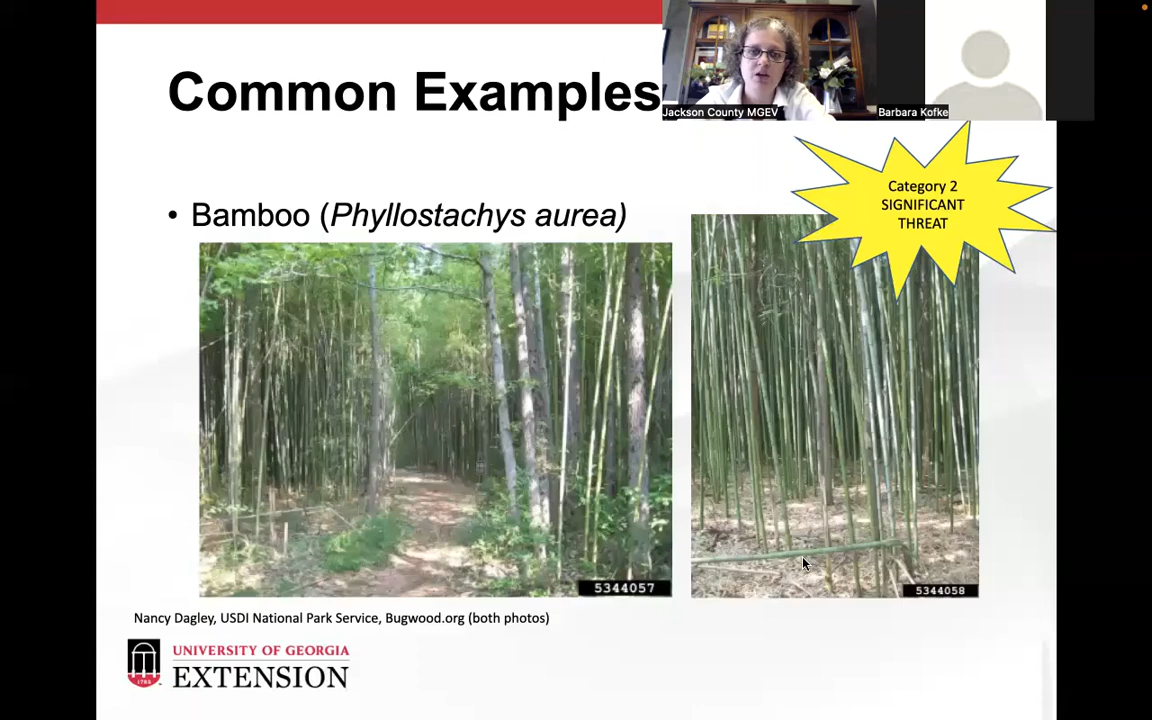 Common Examples
Jackson County MGEV
Barbara Kofke
Category 2
SIGNIFICANT
THREAT
• Bamboo (Phyllostachys aurea)
5344057
5344058
Nancy Dagley, USDI National Park Service, Bugwood.org (both photos)
1785
UNIVERSITY OF GEORGIA
EXTENSION